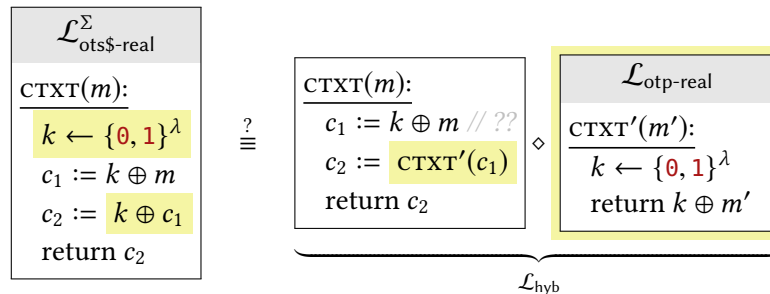 ℒ^Σ_ots$-real
CTXT(m):
k ← {0, 1}^λ
c₁ := k ⊕ m
c₂ := k ⊕ c₁
return c₂
?
≡
CTXT(m):
c₁ := k ⊕ m // ??
c₂ := CTXT′(c₁)
return c₂
⋄
ℒ_otp-real
CTXT′(m′):
k ← {0, 1}^λ
return k ⊕ m′
ℒ_hyb